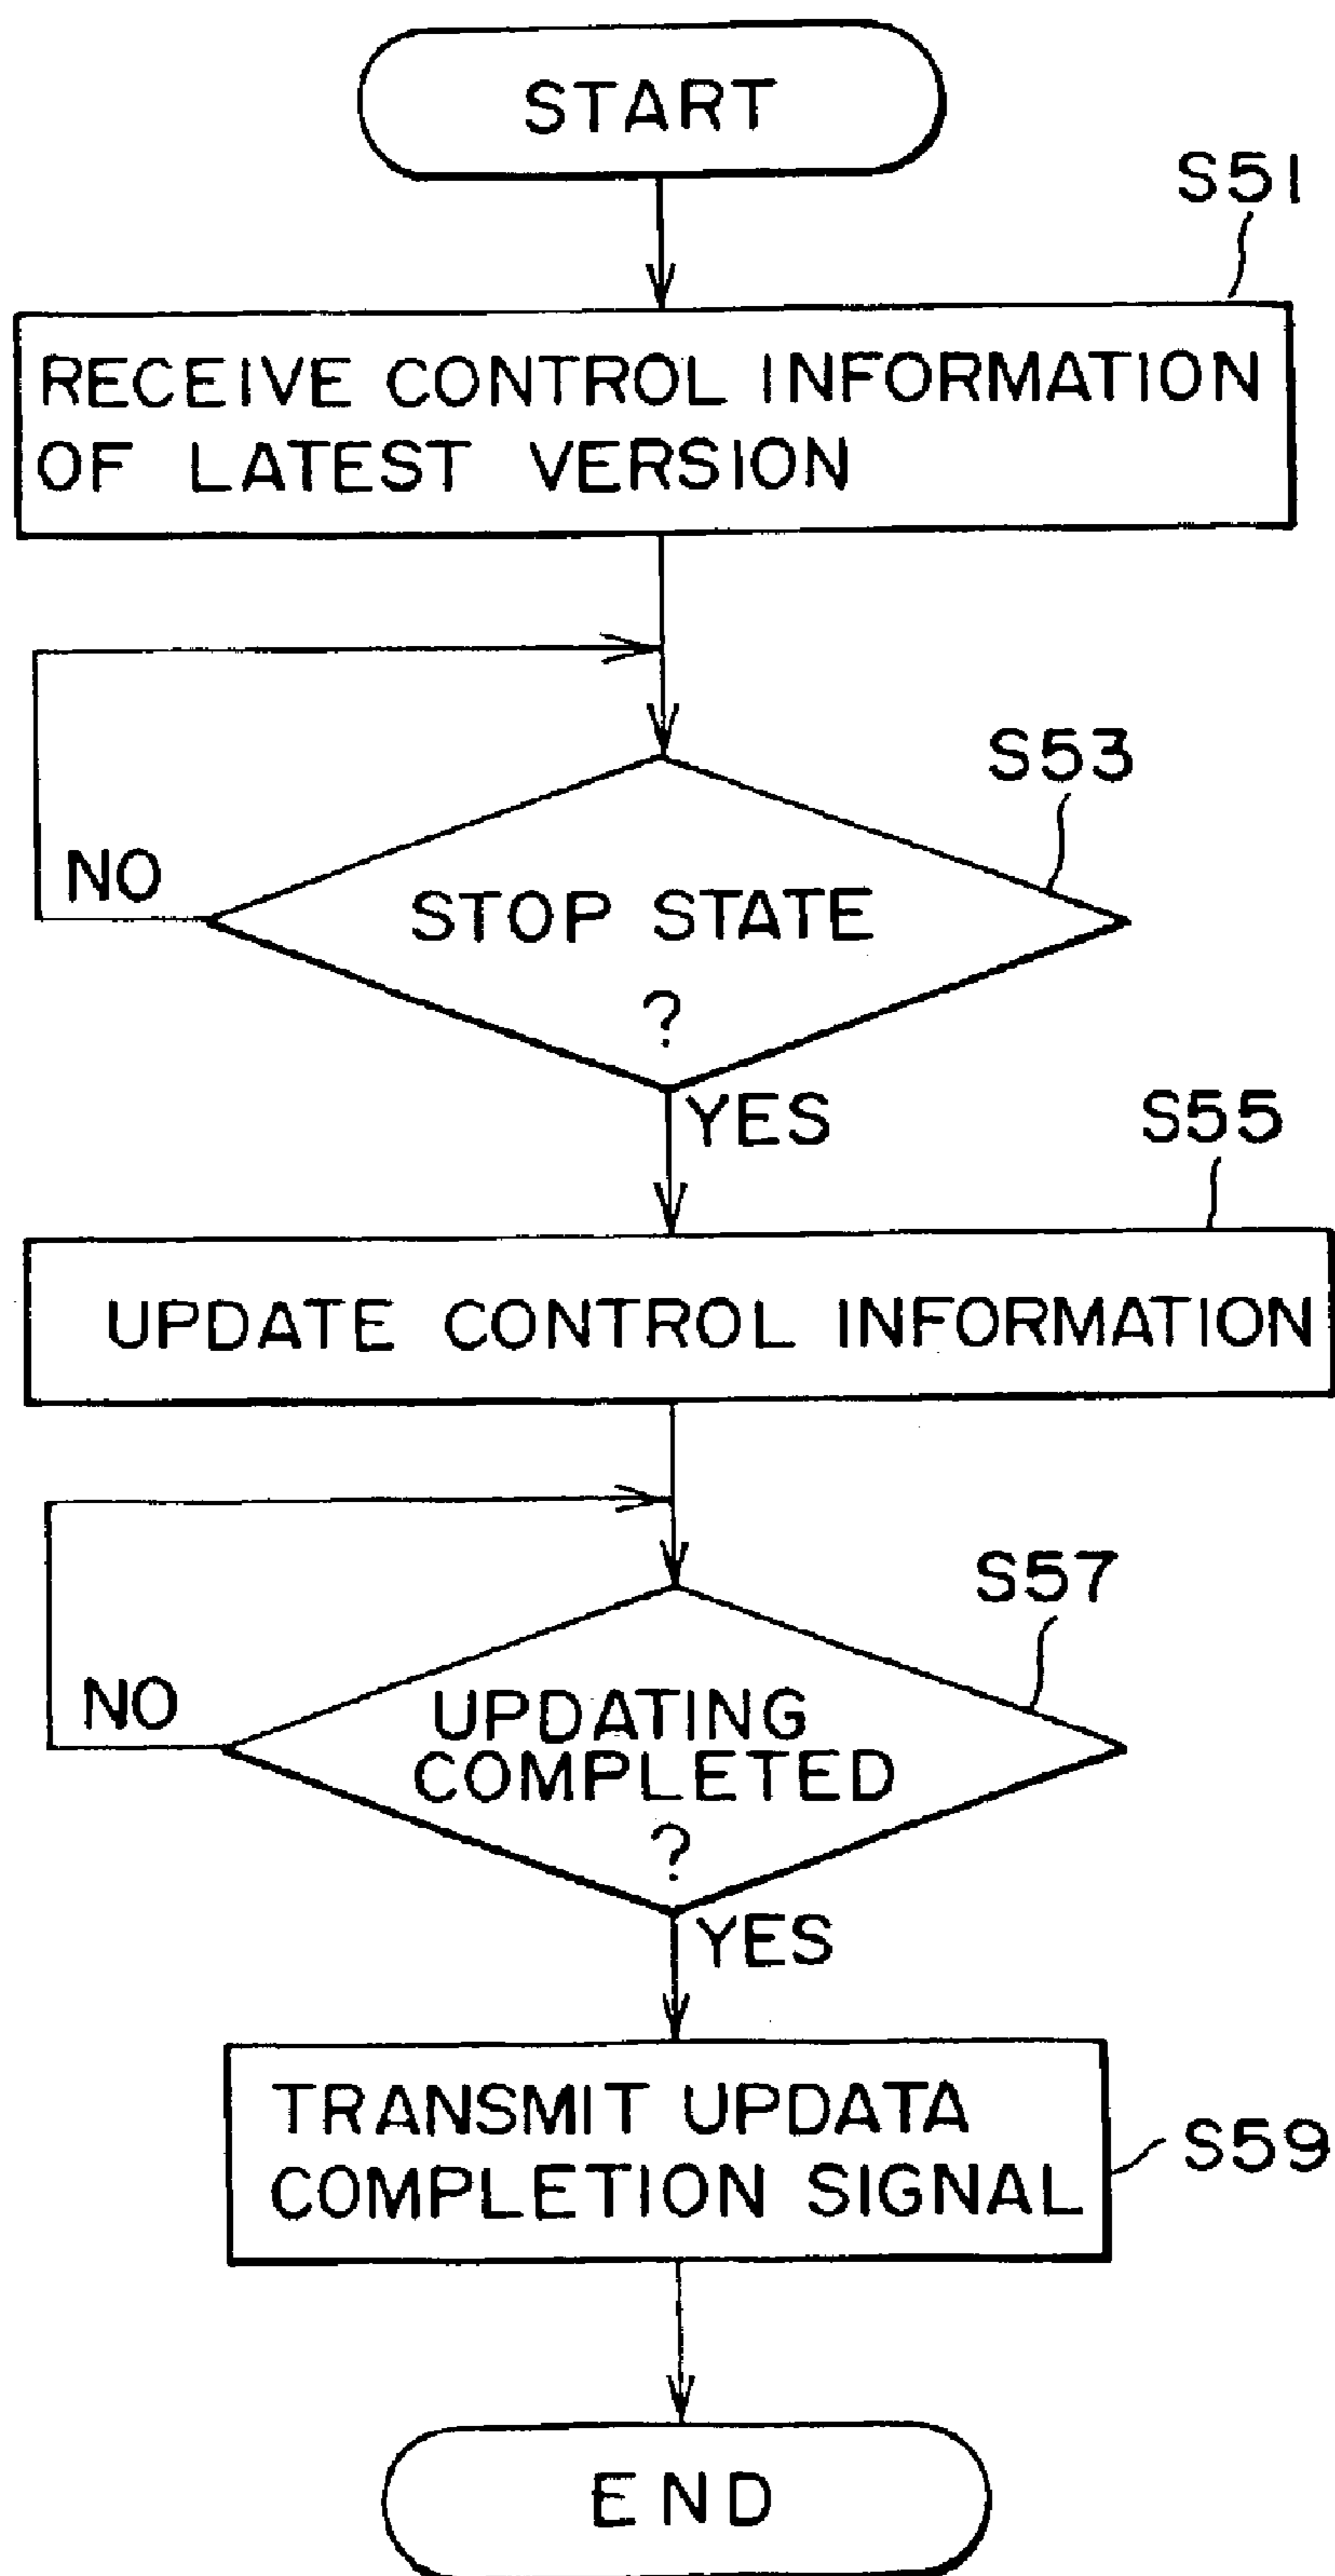 START
S51
RECEIVE CONTROL INFORMATION
OF LATEST VERSION
S53
NO
STOP STATE
?
YES
S55
UPDATE CONTROL INFORMATION
S57
NO
UPDATING
COMPLETED
?
YES
TRANSMIT UPDATA
COMPLETION SIGNAL
S59
END